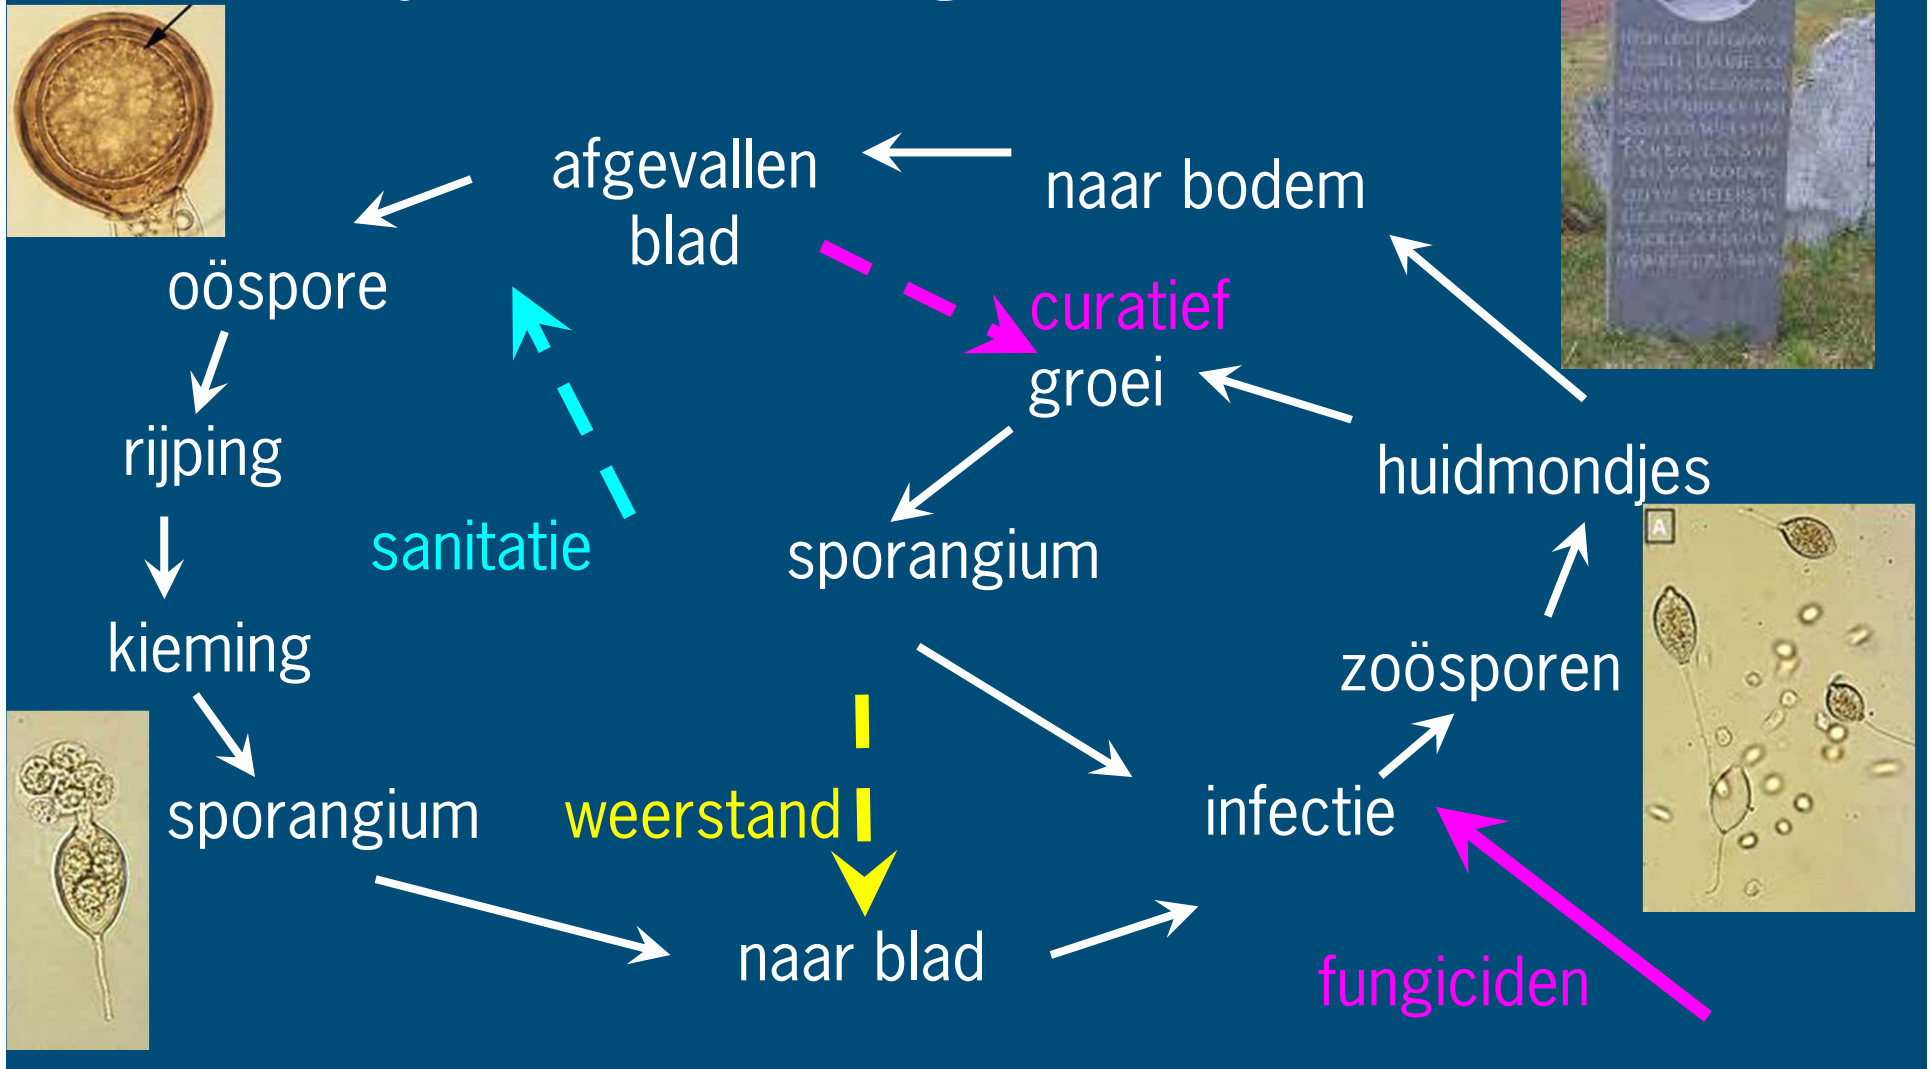 afgevallen
blad
naar bodem
oöspore
curatief
groei
rijping
huidmondjes
sanitatie
sporangium
A
kieming
zoösporen
sporangium
weerstand
infectie
naar blad
fungiciden